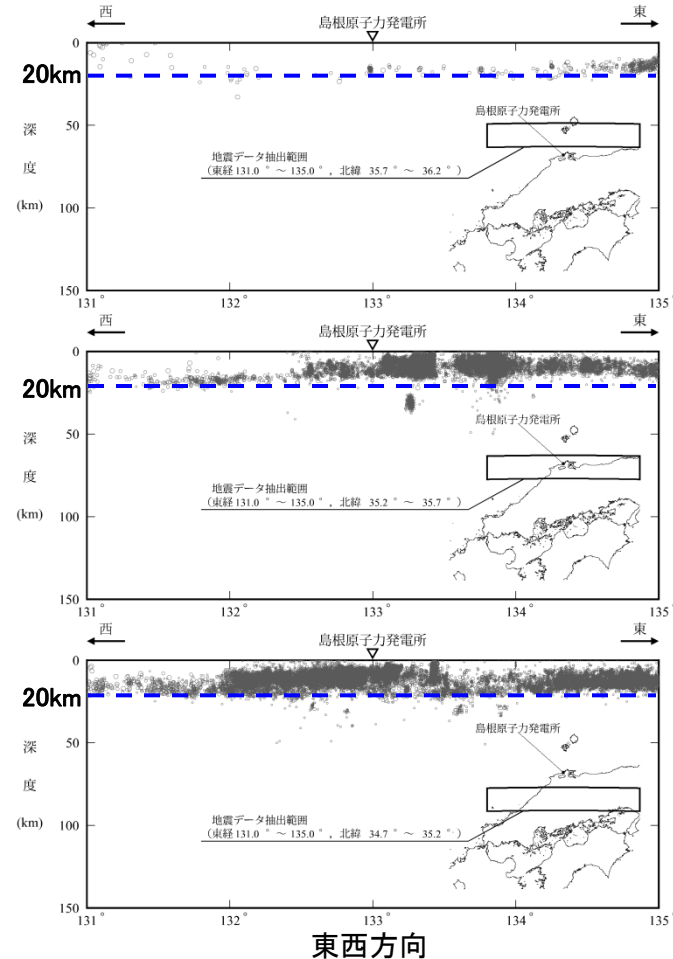 西 島根原子力発電所 東
0
20km
50
深
度
(km)
100
150
島根原子力発電所
地震データ抽出範囲
(東経 131.0 ° ~ 135.0 ° , 北緯 35.7 ~ 36.2 ° )
131° 132° 133° 134° 135°
西 島根原子力発電所 東
0
20km
50
深
度
(km)
100
150
島根原子力発電所
地震データ抽出範囲
(東経 131.0 ° ~ 135.0 ° , 北緯 35.2 ° ~ 35.7 ° )
131° 132° 133° 134° 135°
西 島根原子力発電所 東
0
20km
50
深
度
(km)
100
150
島根原子力発電所
地震データ抽出範囲
(東経 131.0 ° ~ 135.0 ° , 北緯 34.7 ° ~ 35.2 ° )
131° 132° 133° 134° 135°
東西方向